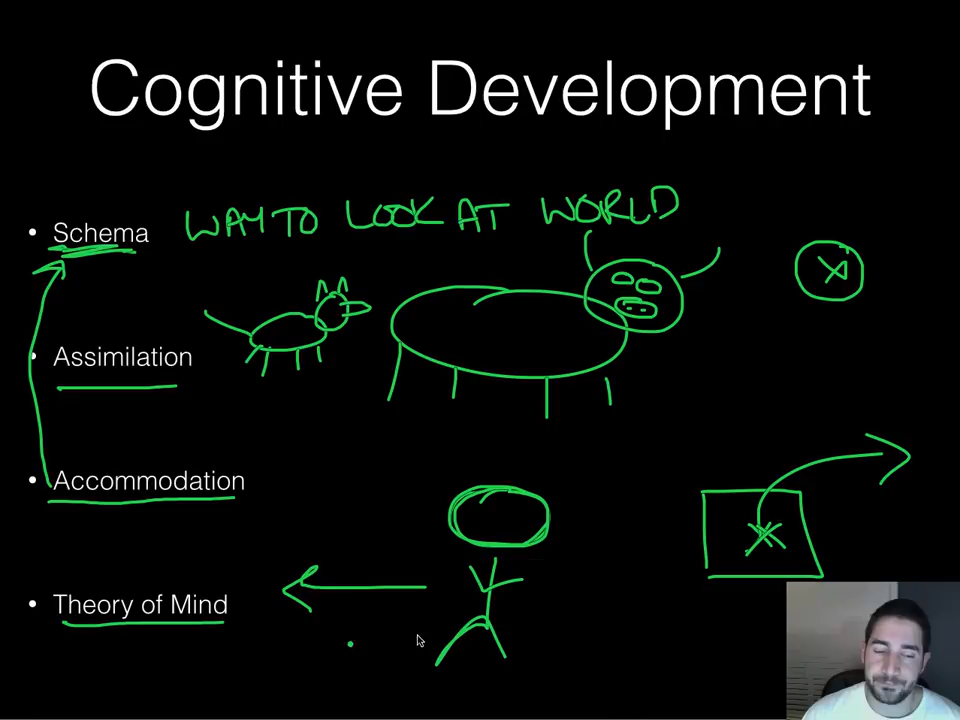 Cognitive Development
• Schema WAY TO LOOK AT WORLD
• Assimilation
• Accommodation
• Theory of Mind